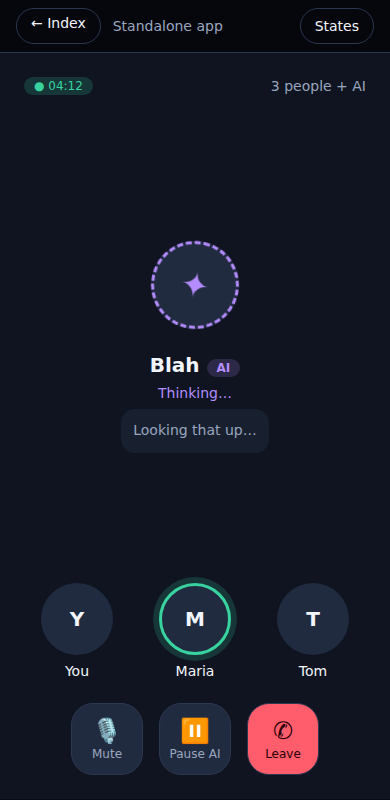 ← Index
Standalone app
States
04:12
3 people + AI
Blah AI
Thinking…
Looking that up…
Y
M
T
You
Maria
Tom
Mute
Pause AI
Leave